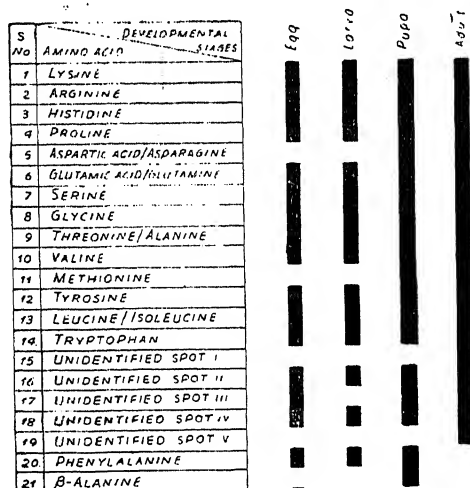 S No AMINO ACID DEVELOPMENTAL STAGES Egg Larva Pupa Adult
1 LYSINE
2 ARGININE
3 HISTIDINE
4 PROLINE
5 ASPARTIC ACID/ASPARAGINE
6 GLUTAMIC ACID/GLUTAMINE
7 SERINE
8 GLYCINE
9 THREONINE/ALANINE
10 VALINE
11 METHIONINE
12 TYROSINE
13 LEUCINE/ISOLEUCINE
14. TRYPTOPHAN
15 UNIDENTIFIED SPOT I
16 UNIDENTIFIED SPOT II
17 UNIDENTIFIED SPOT III
18 UNIDENTIFIED SPOT IV
19 UNIDENTIFIED SPOT V
20. PHENYLALANINE
21 β-ALANINE